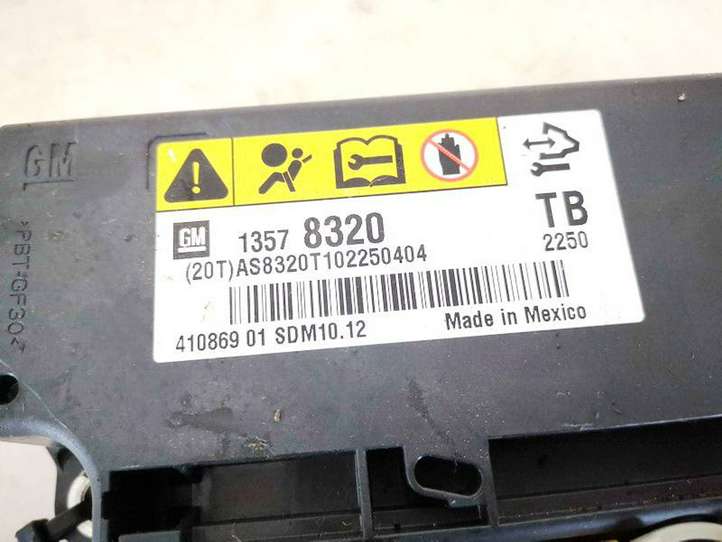 GM
>PBT-GF30<
GM 1357 8320 TB
(20T)AS8320T102250404 2250
410869 01 SDM10.12 Made in Mexico